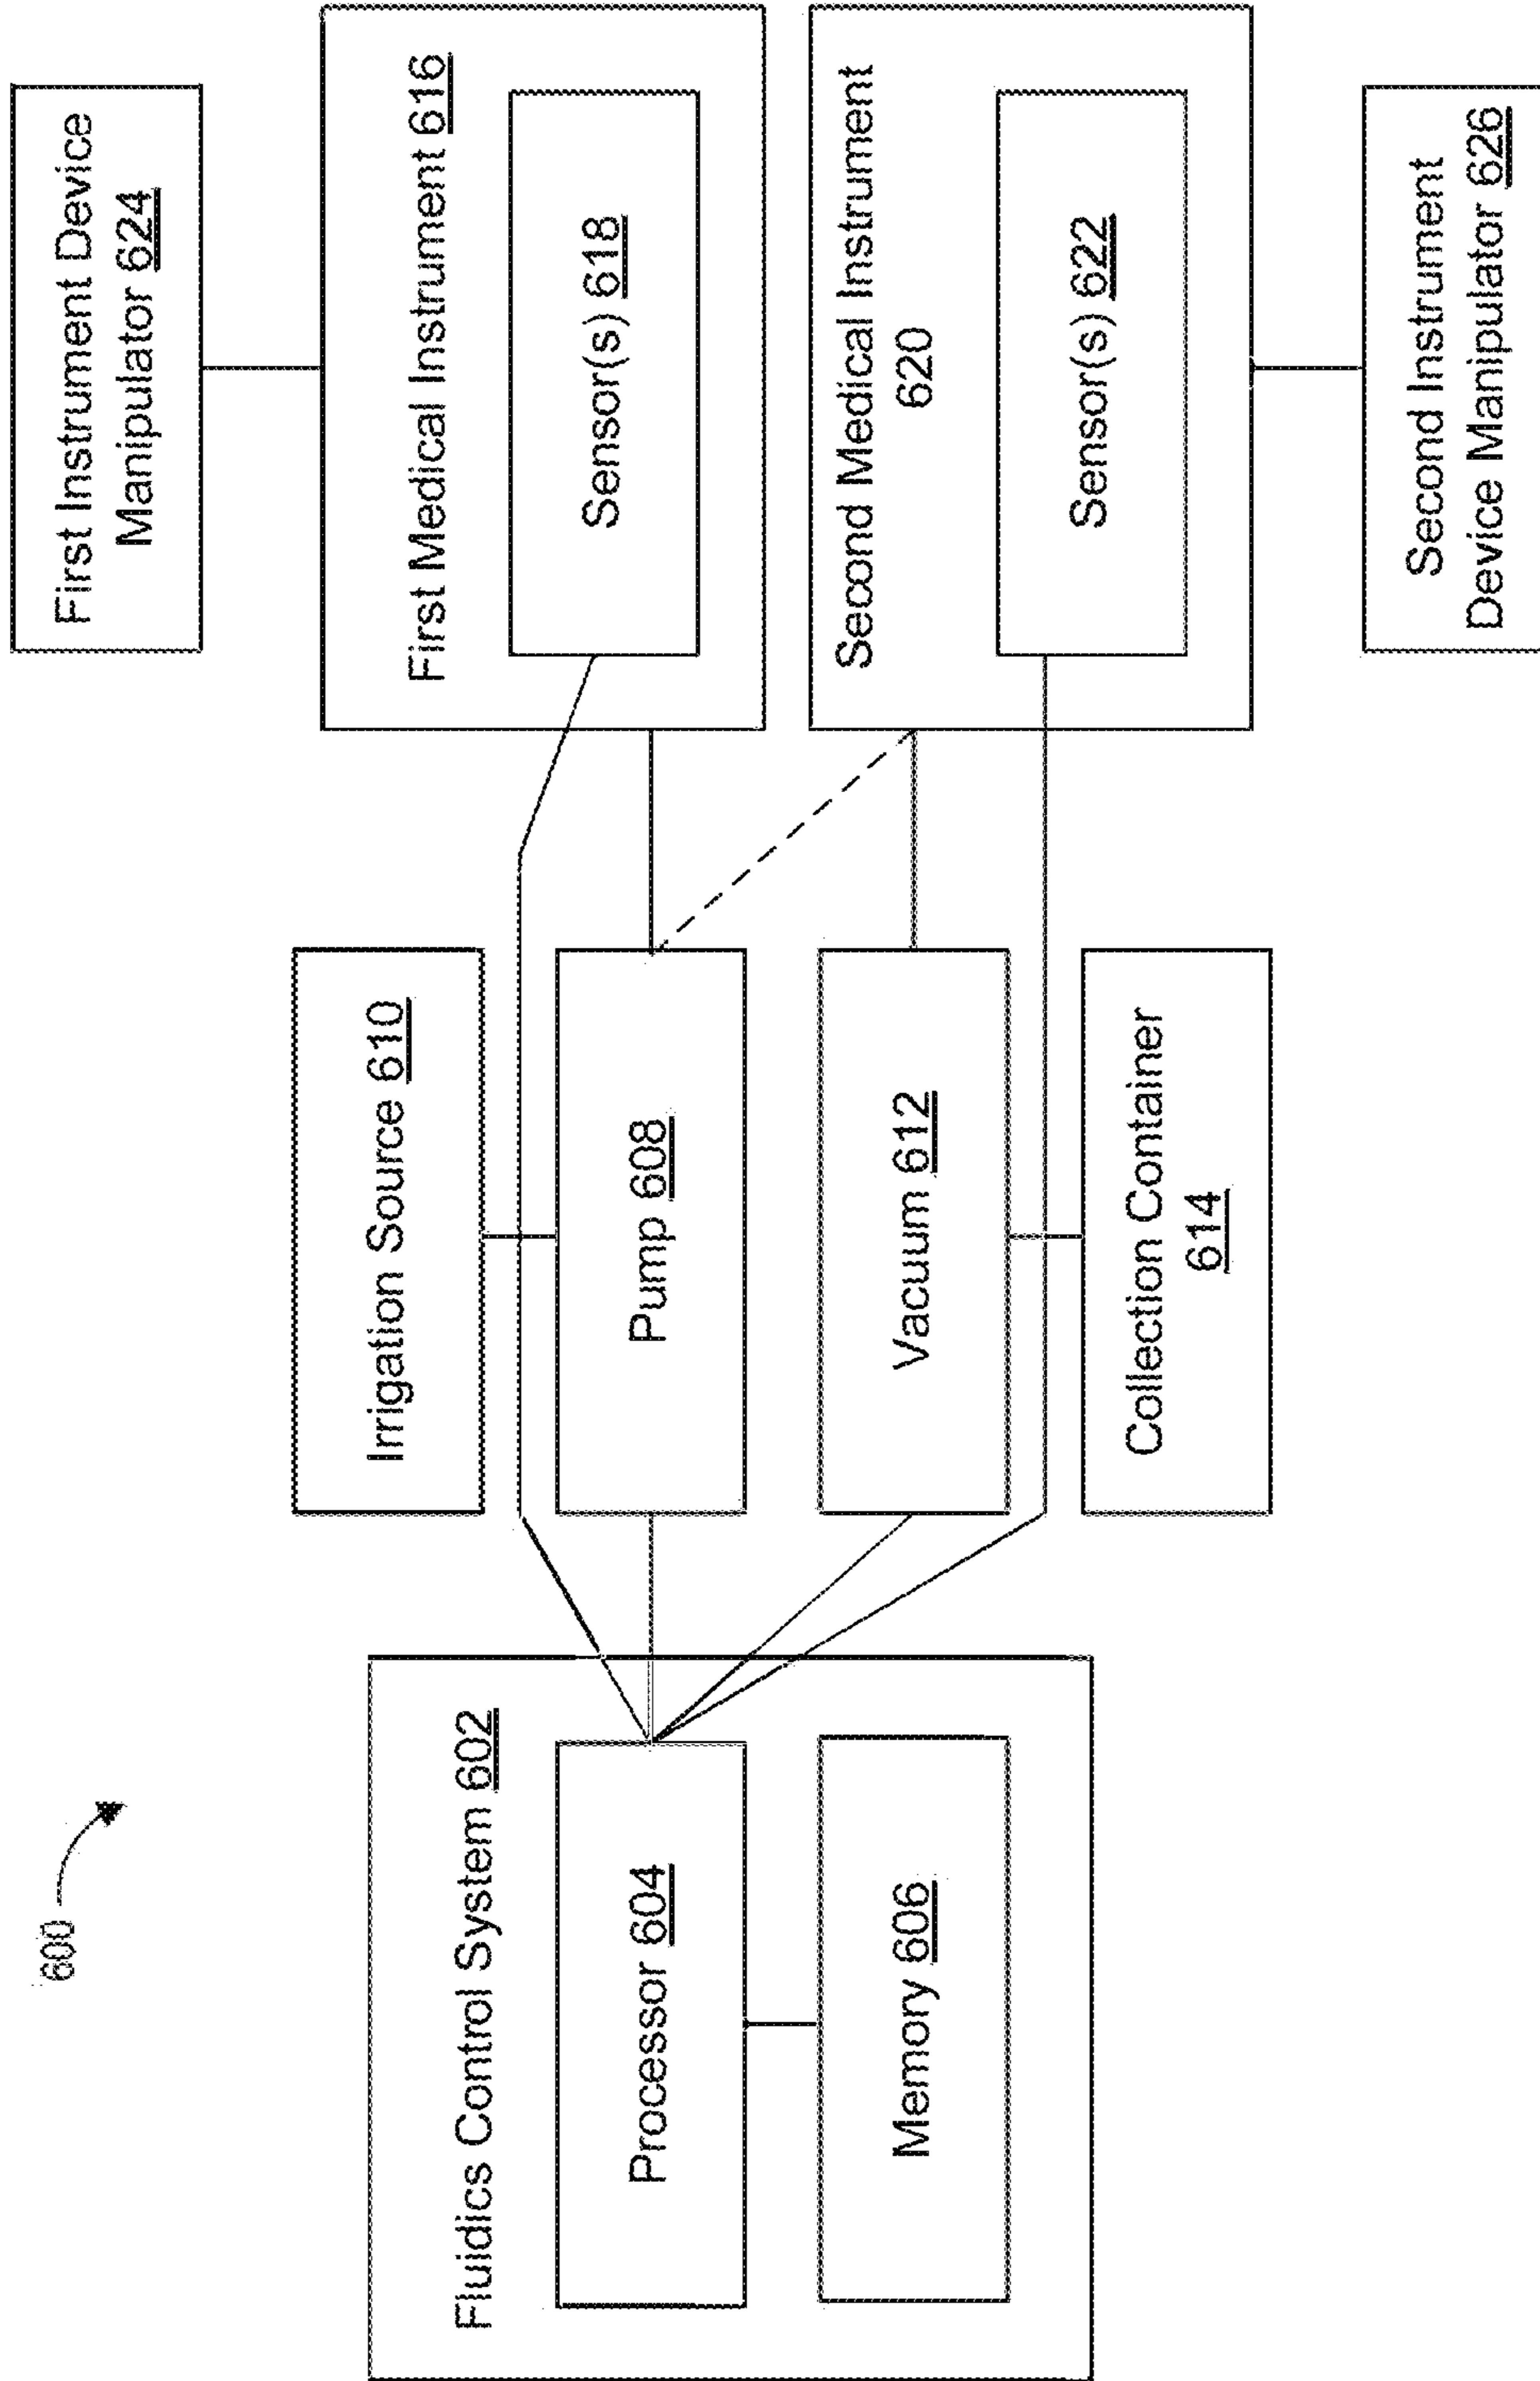 600
Fluidics Control System 602
Processor 604
Memory 606
Irrigation Source 610
Pump 608
Vacuum 612
Collection Container
614
First Instrument Device
Manipulator 624
First Medical Instrument 616
Sensor(s) 618
Second Medical Instrument
620
Sensor(s) 622
Second Instrument
Device Manipulator 626